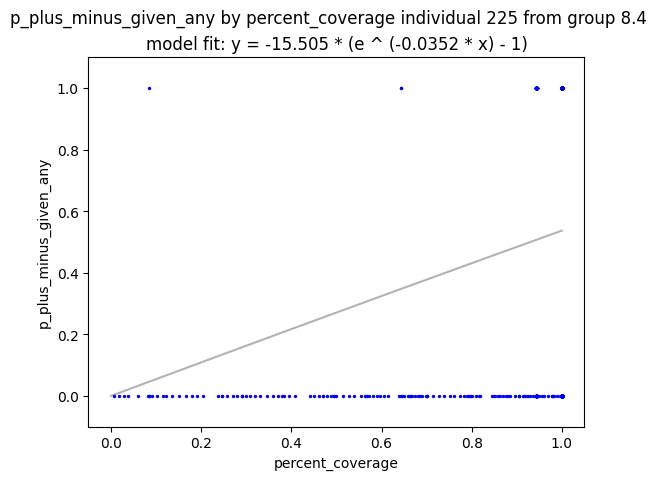 p_plus_minus_given_any by percent_coverage individual 225 from group 8.4
model fit: y = -15.505 * (e ^ (-0.0352 * x) - 1)
1.0
0.8
0.6
0.4
0.2
0.0
p_plus_minus_given_any
0.0 0.2 0.4 0.6 0.8 1.0
percent_coverage